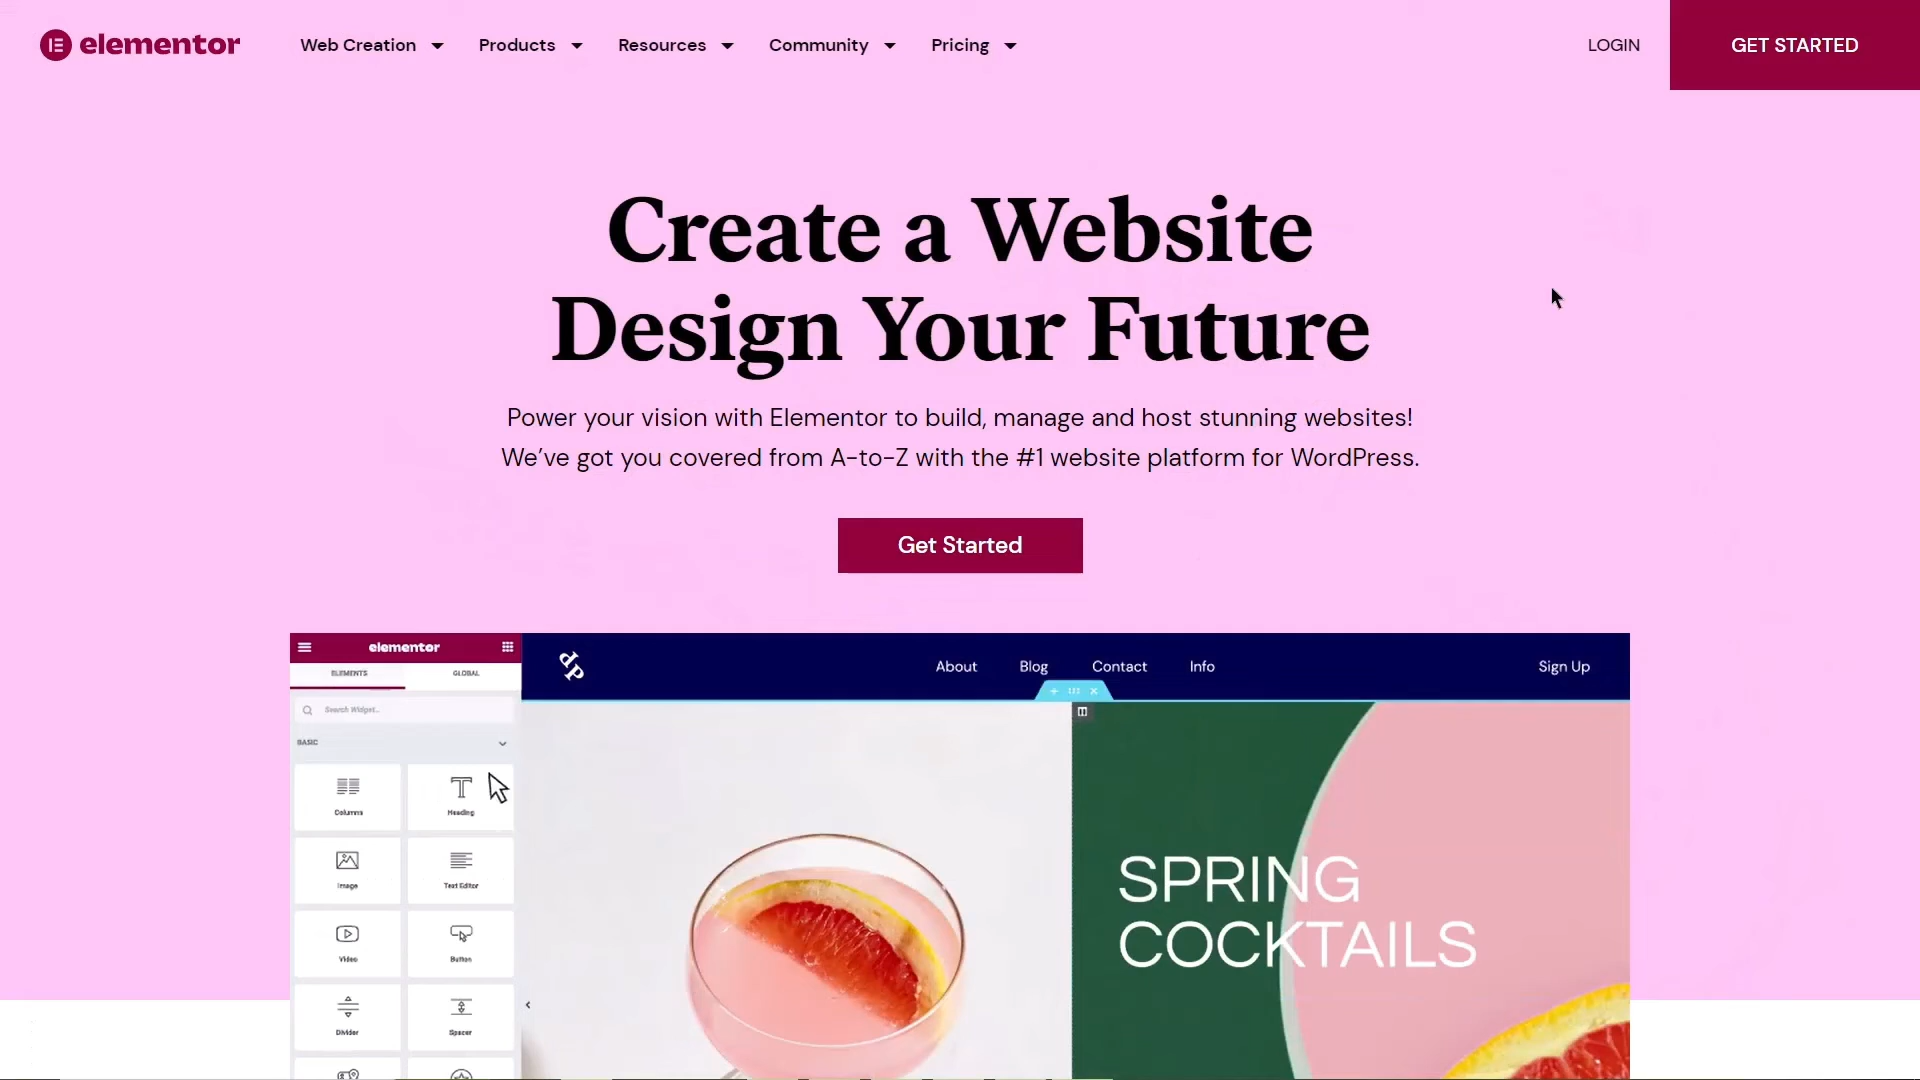 elementor
Web Creation
Products
Resources
Community
Pricing
LOGIN
GET STARTED
Create a Website
Design Your Future
Power your vision with Elementor to build, manage and host stunning websites!
We’ve got you covered from A-to-Z with the #1 website platform for WordPress.
Get Started
elementor
ELEMENTS
GLOBAL
Search Widget...
BASIC
Columns
Heading
Image
Text Editor
Video
Button
Divider
Spacer
dp
About
Blog
Contact
Info
Sign Up
SPRING
COCKTAILS